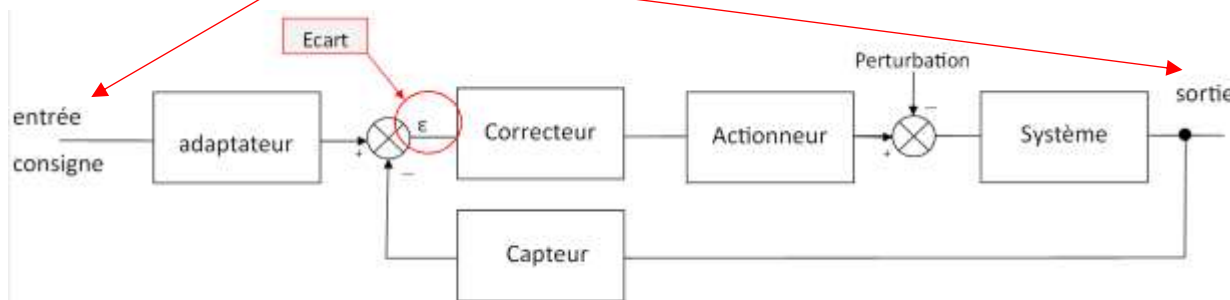 Ecart
Perturbation
entrée
consigne
adaptateur
+
−
ε
Correcteur
Actionneur
+
−
Système
sortie
Capteur